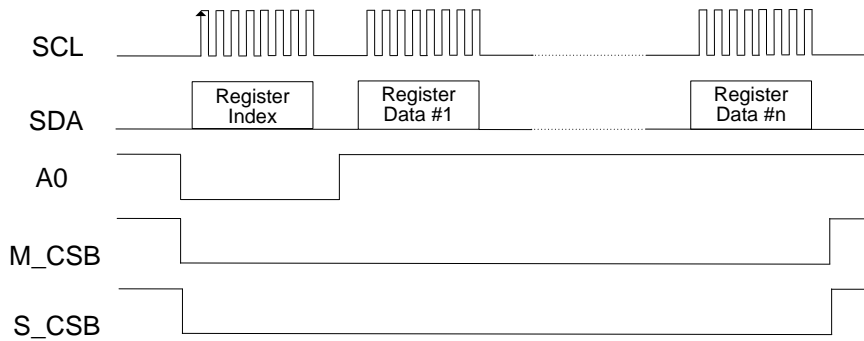 SCL
SDA
Register
Index
Register
Data #1
Register
Data #n
A0
M_CSB
S_CSB